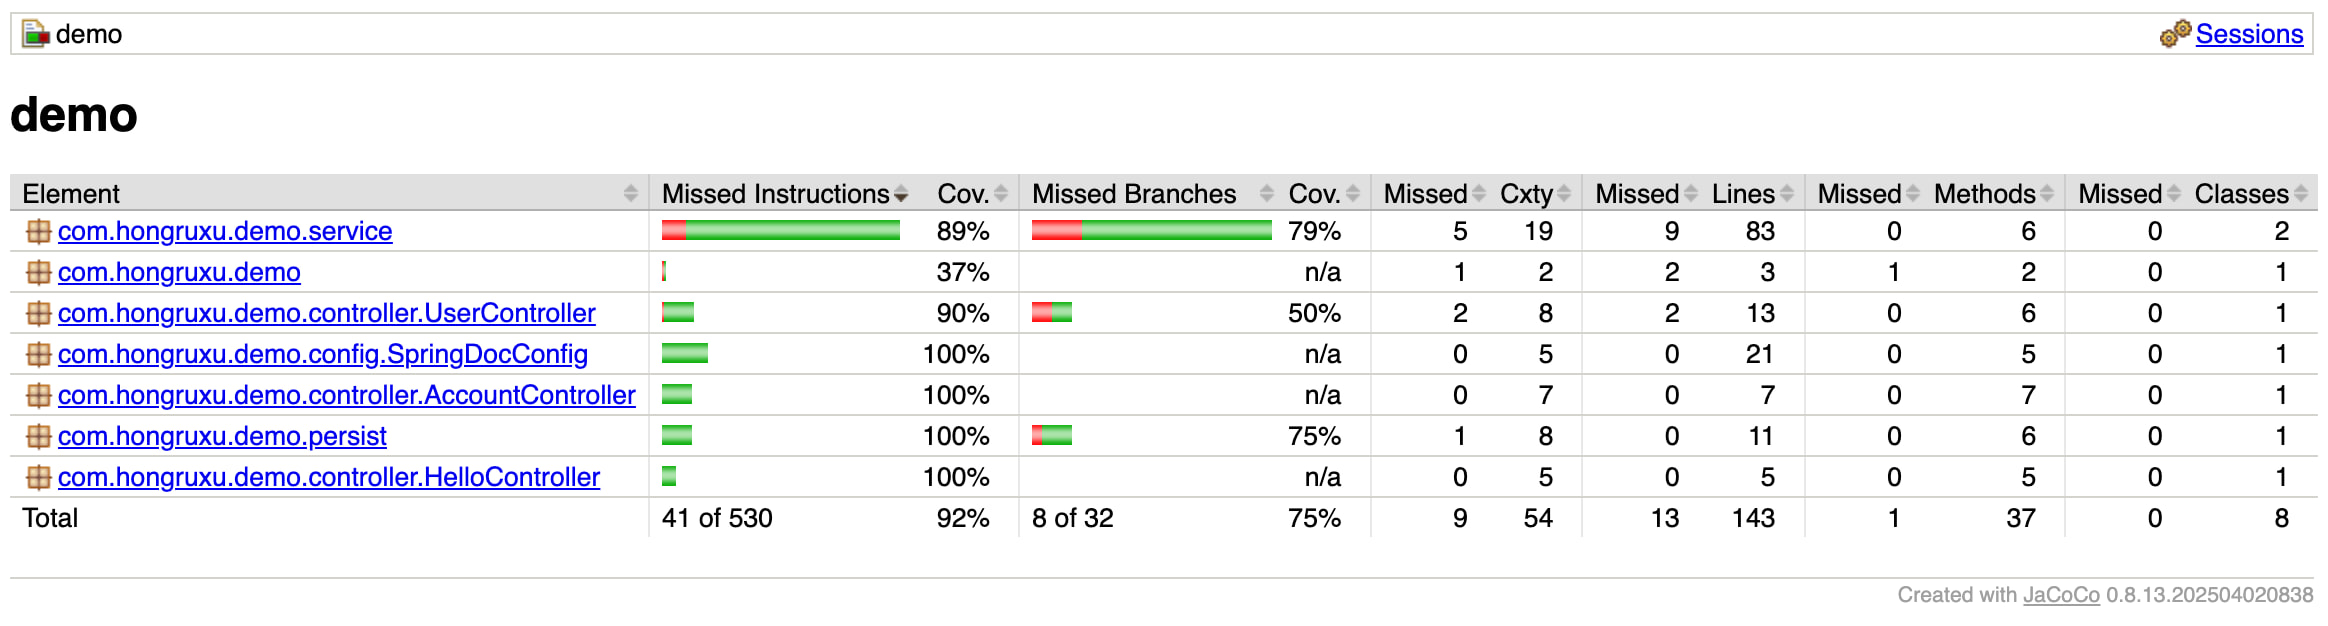 demo Sessions
demo
Element Missed Instructions Cov. Missed Branches Cov. Missed Cxty Missed Lines Missed Methods Missed Classes
com.hongruxu.demo.service 89% 79% 5 19 9 83 0 6 0 2
com.hongruxu.demo 37% n/a 1 2 2 3 1 2 0 1
com.hongruxu.demo.controller.UserController 90% 50% 2 8 2 13 0 6 0 1
com.hongruxu.demo.config.SpringDocConfig 100% n/a 0 5 0 21 0 5 0 1
com.hongruxu.demo.controller.AccountController 100% n/a 0 7 0 7 0 7 0 1
com.hongruxu.demo.persist 100% 75% 1 8 0 11 0 6 0 1
com.hongruxu.demo.controller.HelloController 100% n/a 0 5 0 5 0 5 0 1
Total 41 of 530 92% 8 of 32 75% 9 54 13 143 1 37 0 8
Created with JaCoCo 0.8.13.202504020838